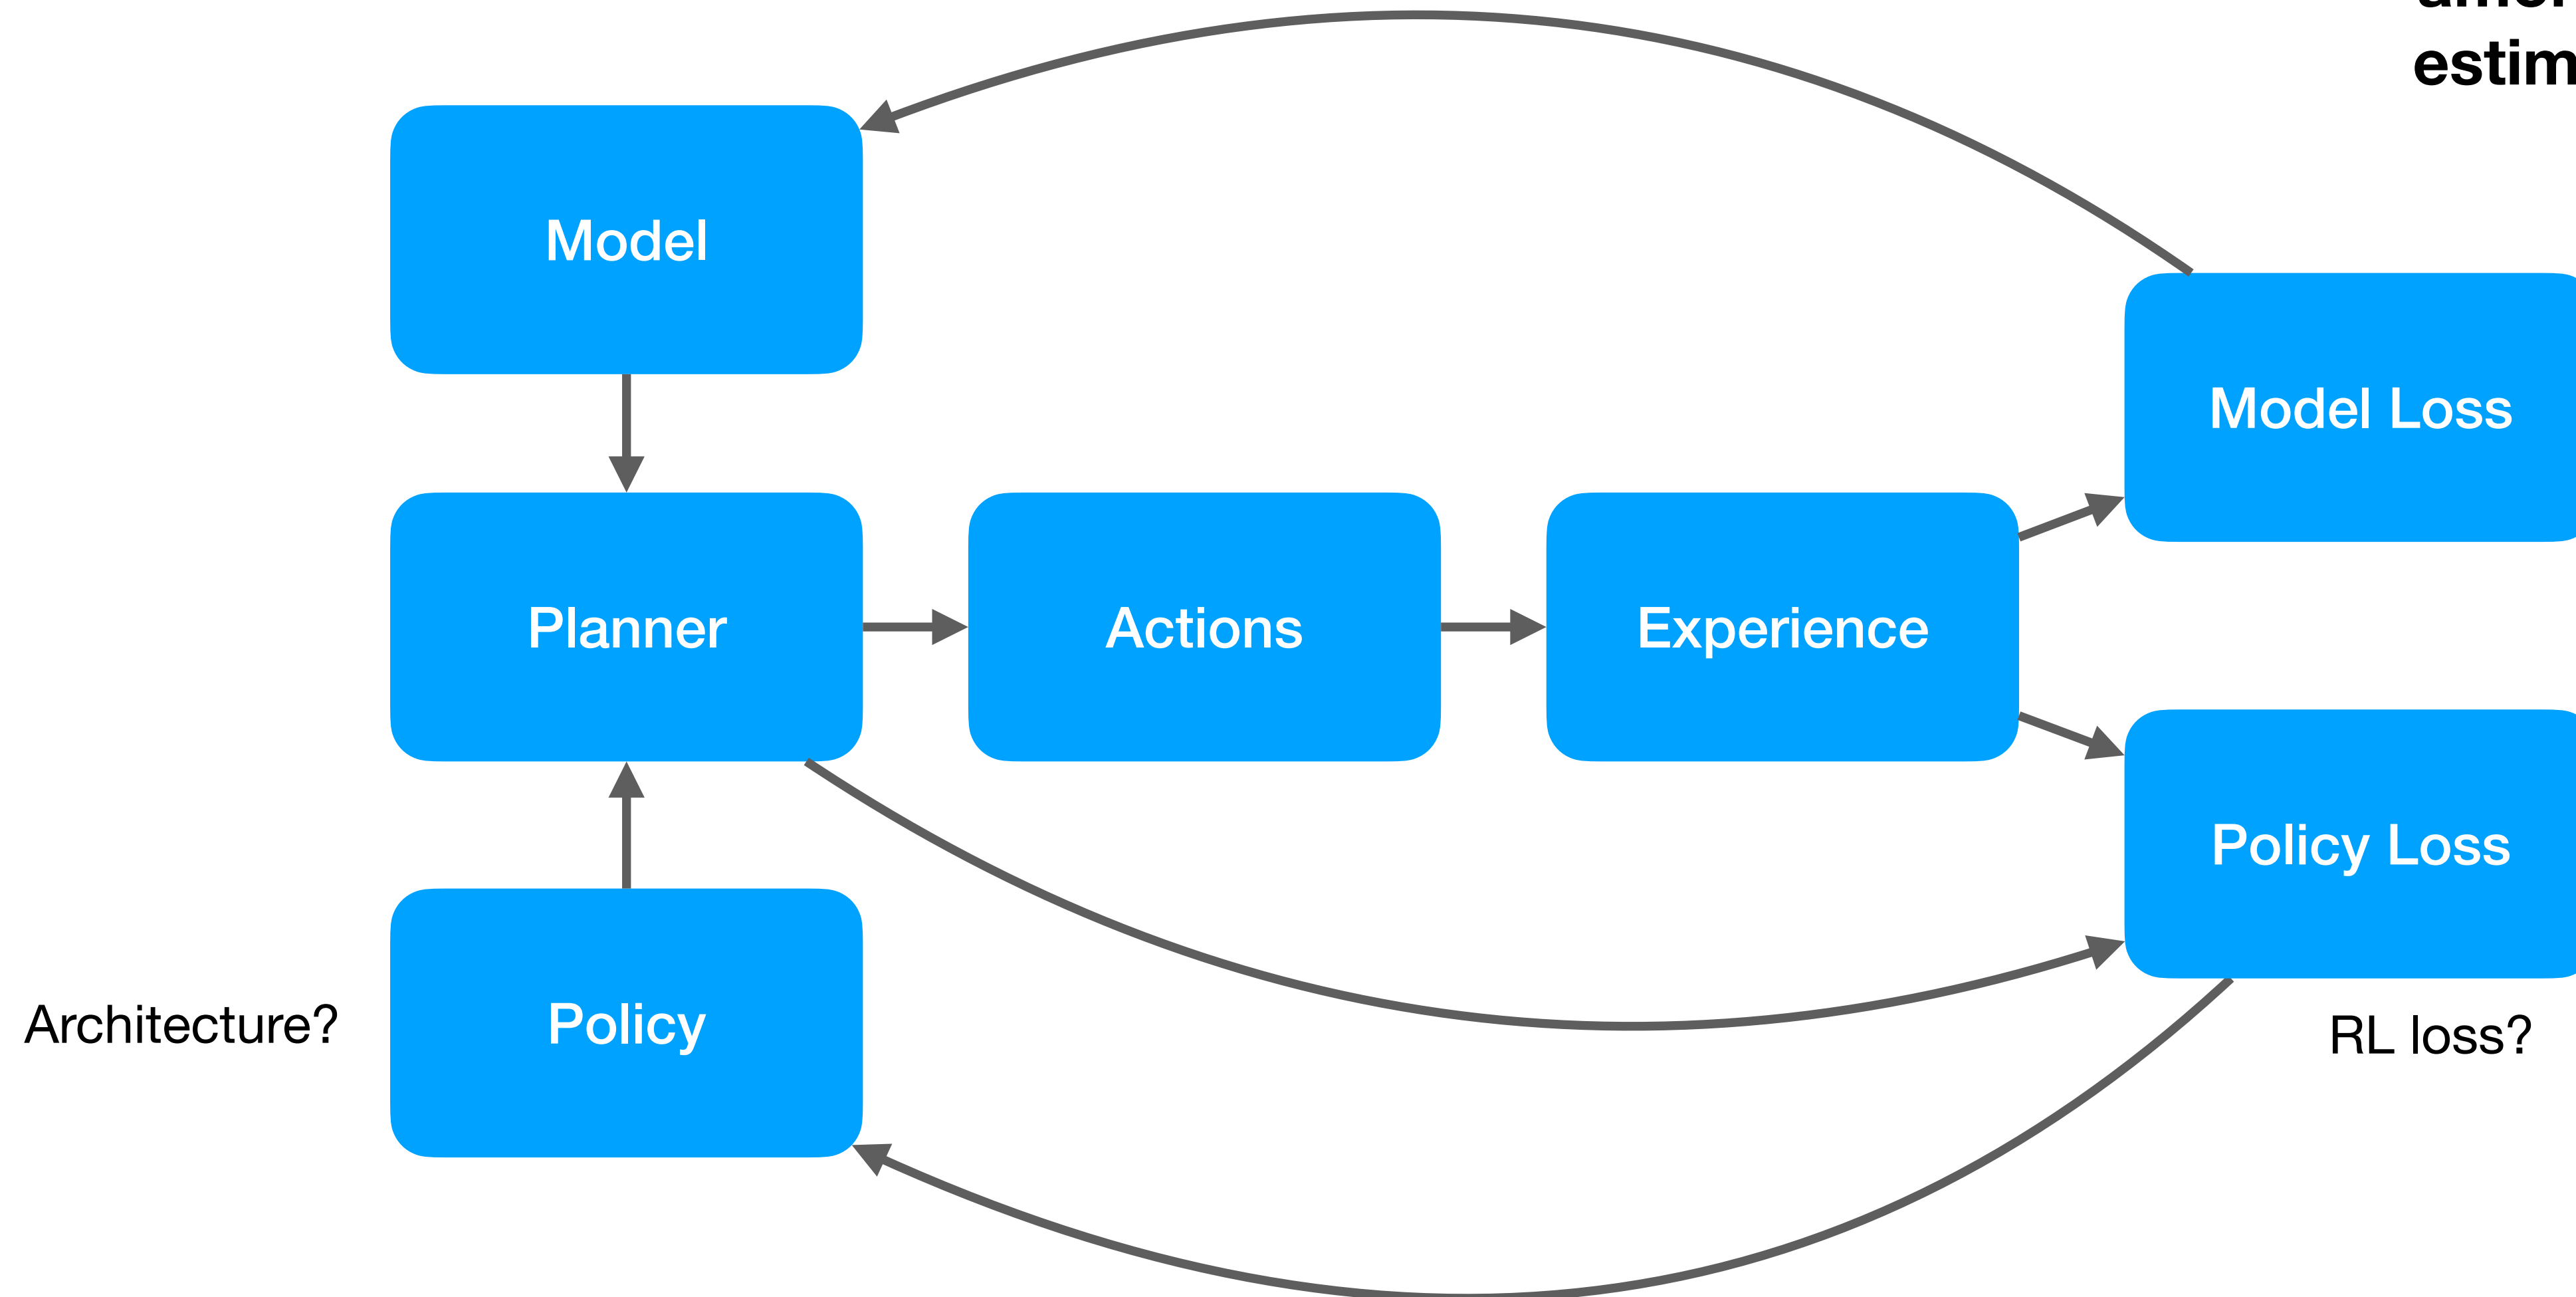 estim
Model
Model Loss
Planner
Actions
Experience
Policy Loss
Architecture?
Policy
RL loss?